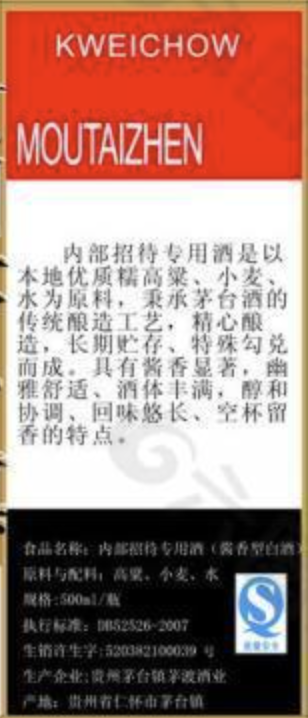 KWEICHOW
MOUTAIZHEN
内部招待专用酒是以
本地优质糯高粱、小麦、
水为原料，秉承茅台酒的
传统酿造工艺，精心酿
造，长期贮存、特殊勾兑
而成。具有酱香显著，幽
雅舒适、酒体丰满，醇和
协调、回味悠长、空杯留
香的特点。
食品名称：内部招待专用酒（酱香型白酒）
原料与配料：高粱、小麦、水
规格:500ml/瓶
执行标准：DB52526-2007
生销许生字:520382100039 号
生产企业:贵州茅台镇茅波酒业
产地：贵州省仁怀市茅台镇